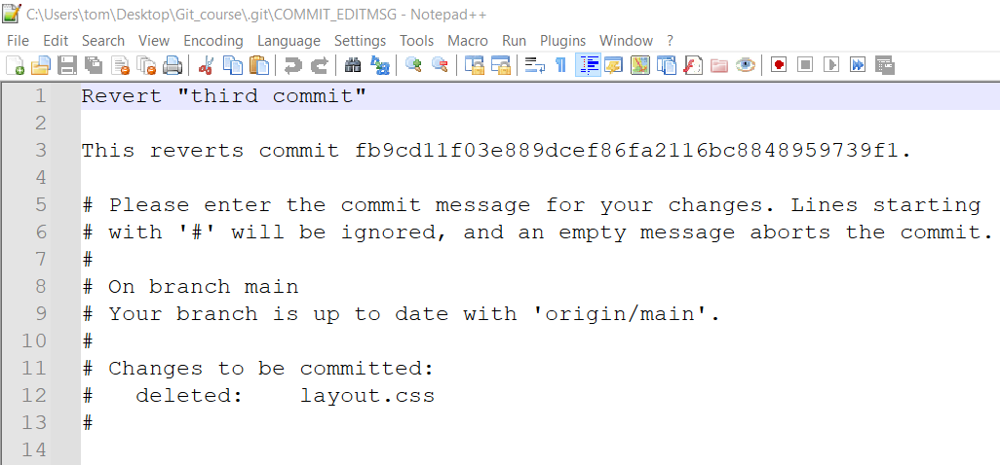 C:\Users\tom\Desktop\Git_course\.git\COMMIT_EDITMSG - Notepad++
File Edit Search View Encoding Language Settings Tools Macro Run Plugins Window ?
1 Revert "third commit"
2
3 This reverts commit fb9cd11f03e889dcef86fa2116bc8848959739f1.
4
5 # Please enter the commit message for your changes. Lines starting
6 # with '#' will be ignored, and an empty message aborts the commit.
7 #
8 # On branch main
9 # Your branch is up to date with 'origin/main'.
10 #
11 # Changes to be committed:
12 #   deleted:    layout.css
13 #
14